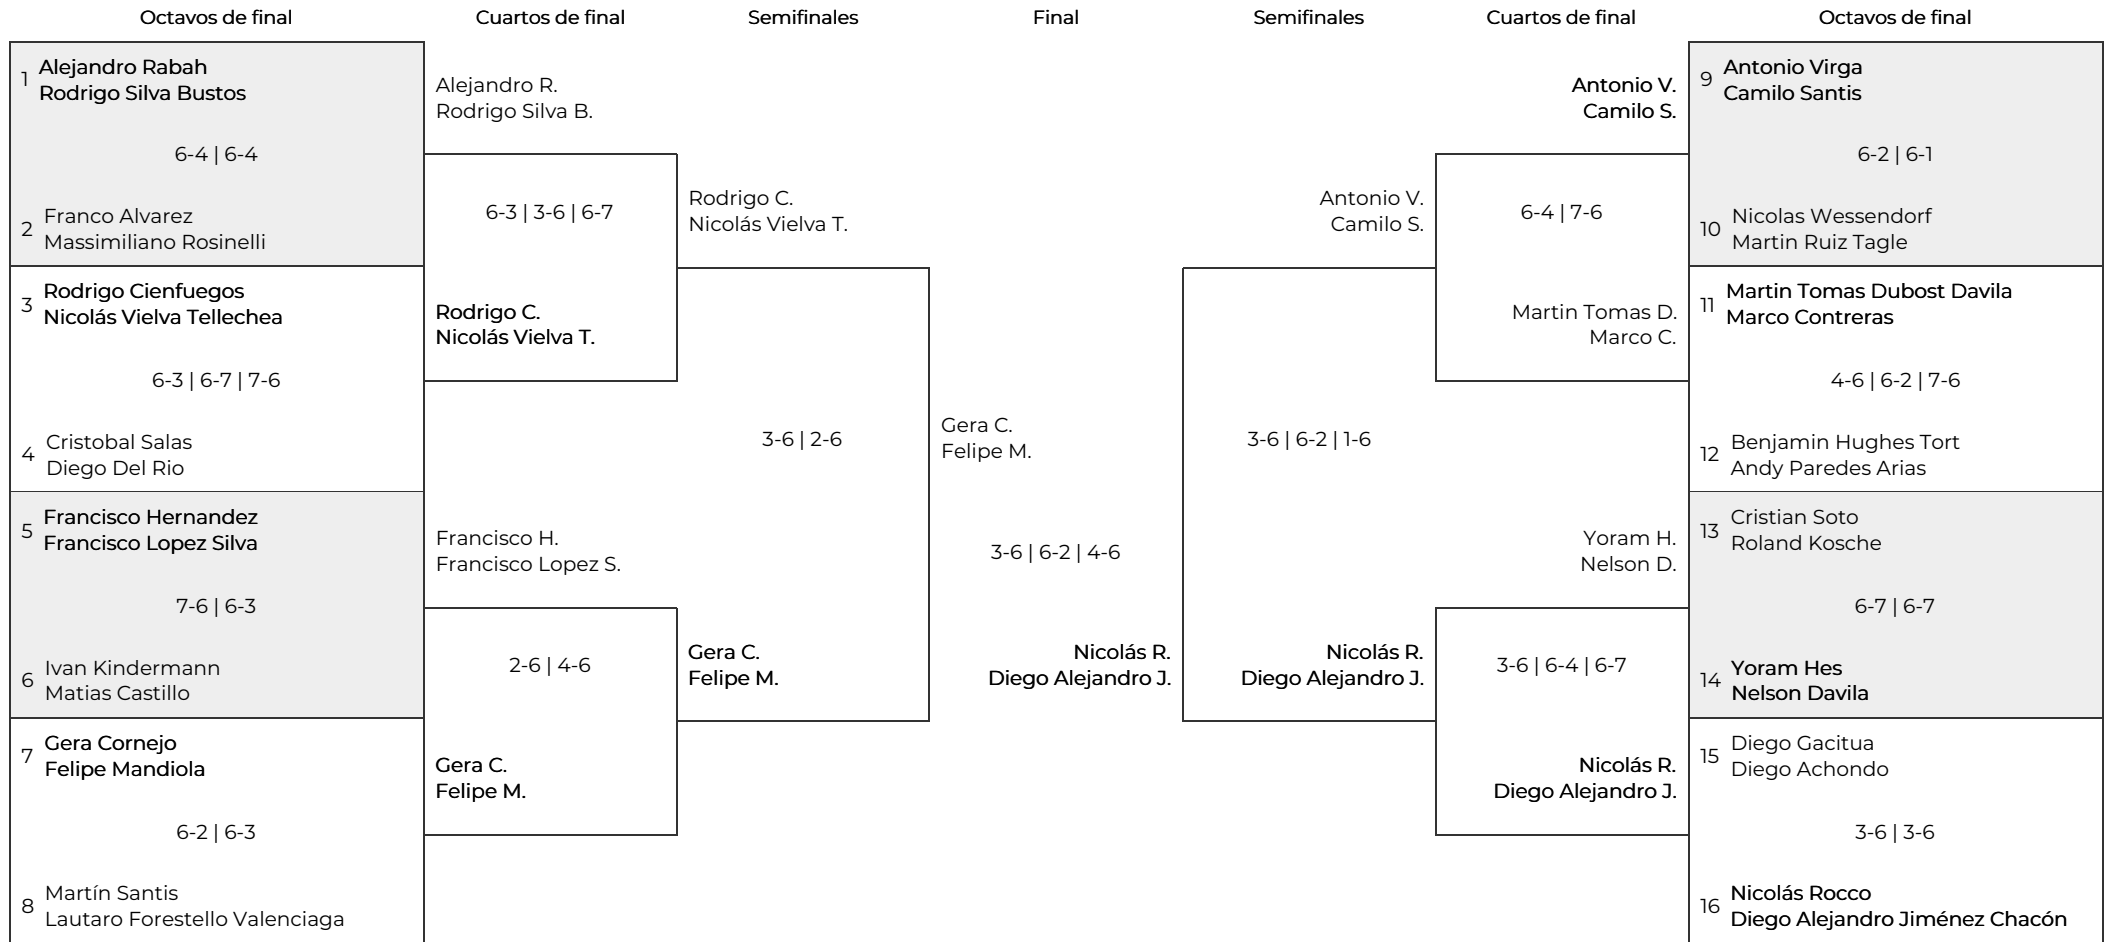 Octavos de final
Cuartos de final
Semifinales
Final
Semifinales
Cuartos de final
Octavos de final
1
Alejandro Rabah
Rodrigo Silva Bustos
6-4 | 6-4
2
Franco Alvarez
Massimiliano Rosinelli
3
Rodrigo Cienfuegos
Nicolás Vielva Tellechea
6-3 | 6-7 | 7-6
4
Cristobal Salas
Diego Del Rio
5
Francisco Hernandez
Francisco Lopez Silva
7-6 | 6-3
6
Ivan Kindermann
Matias Castillo
7
Gera Cornejo
Felipe Mandiola
6-2 | 6-3
8
Martín Santis
Lautaro Forestello Valenciaga
Alejandro R.
Rodrigo Silva B.
6-3 | 3-6 | 6-7
Rodrigo C.
Nicolás Vielva T.
Francisco H.
Francisco Lopez S.
2-6 | 4-6
Gera C.
Felipe M.
Rodrigo C.
Nicolás Vielva T.
3-6 | 2-6
Gera C.
Felipe M.
Gera C.
Felipe M.
3-6 | 6-2 | 4-6
Nicolás R.
Diego Alejandro J.
Antonio V.
Camilo S.
3-6 | 6-2 | 1-6
Nicolás R.
Diego Alejandro J.
Antonio V.
Camilo S.
6-4 | 7-6
Martin Tomas D.
Marco C.
Yoram H.
Nelson D.
3-6 | 6-4 | 6-7
Nicolás R.
Diego Alejandro J.
9
Antonio Virga
Camilo Santis
6-2 | 6-1
10
Nicolas Wessendorf
Martin Ruiz Tagle
11
Martin Tomas Dubost Davila
Marco Contreras
4-6 | 6-2 | 7-6
12
Benjamin Hughes Tort
Andy Paredes Arias
13
Cristian Soto
Roland Kosche
6-7 | 6-7
14
Yoram Hes
Nelson Davila
15
Diego Gacitua
Diego Achondo
3-6 | 3-6
16
Nicolás Rocco
Diego Alejandro Jiménez Chacón